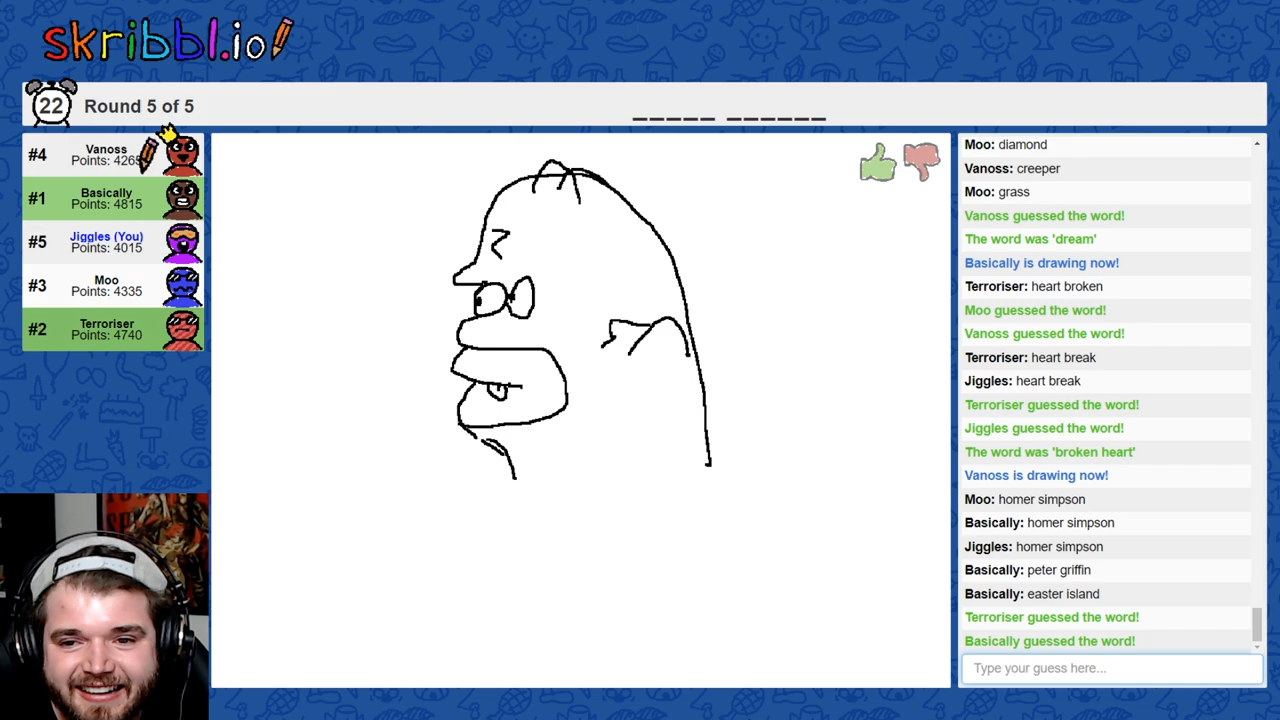 skribbl.io
22
Round 5 of 5
_____ ______
#4 Vanoss
Points: 4265
#1 Basically
Points: 4815
#5 Jiggles (You)
Points: 4015
#3 Moo
Points: 4335
#2 Terroriser
Points: 4740
Moo: diamond
Vanoss: creeper
Moo: grass
Vanoss guessed the word!
The word was 'dream'
Basically is drawing now!
Terroriser: heart broken
Moo guessed the word!
Vanoss guessed the word!
Terroriser: heart break
Jiggles: heart break
Terroriser guessed the word!
Jiggles guessed the word!
The word was 'broken heart'
Vanoss is drawing now!
Moo: homer simpson
Basically: homer simpson
Jiggles: homer simpson
Basically: peter griffin
Basically: easter island
Terroriser guessed the word!
Basically guessed the word!
Type your guess here...